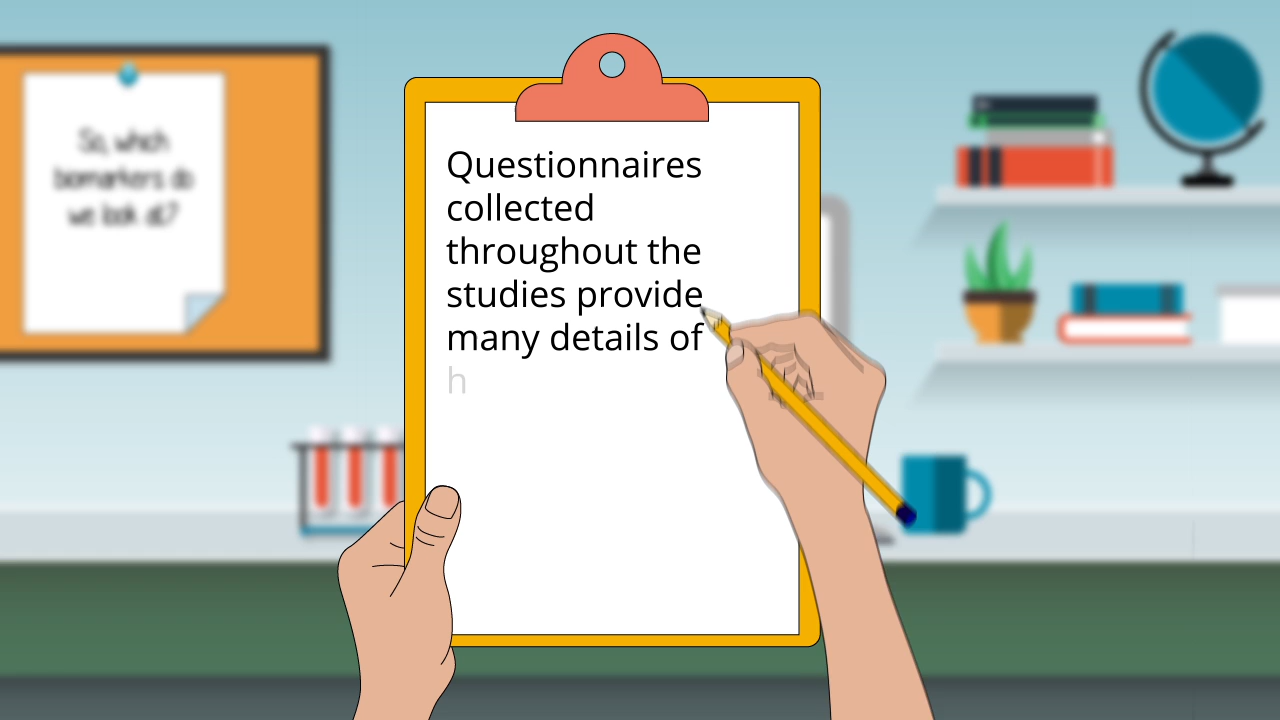 So, which
biomarkers do
we look at?
Questionnaires
collected
throughout the
studies provide
many details of
h